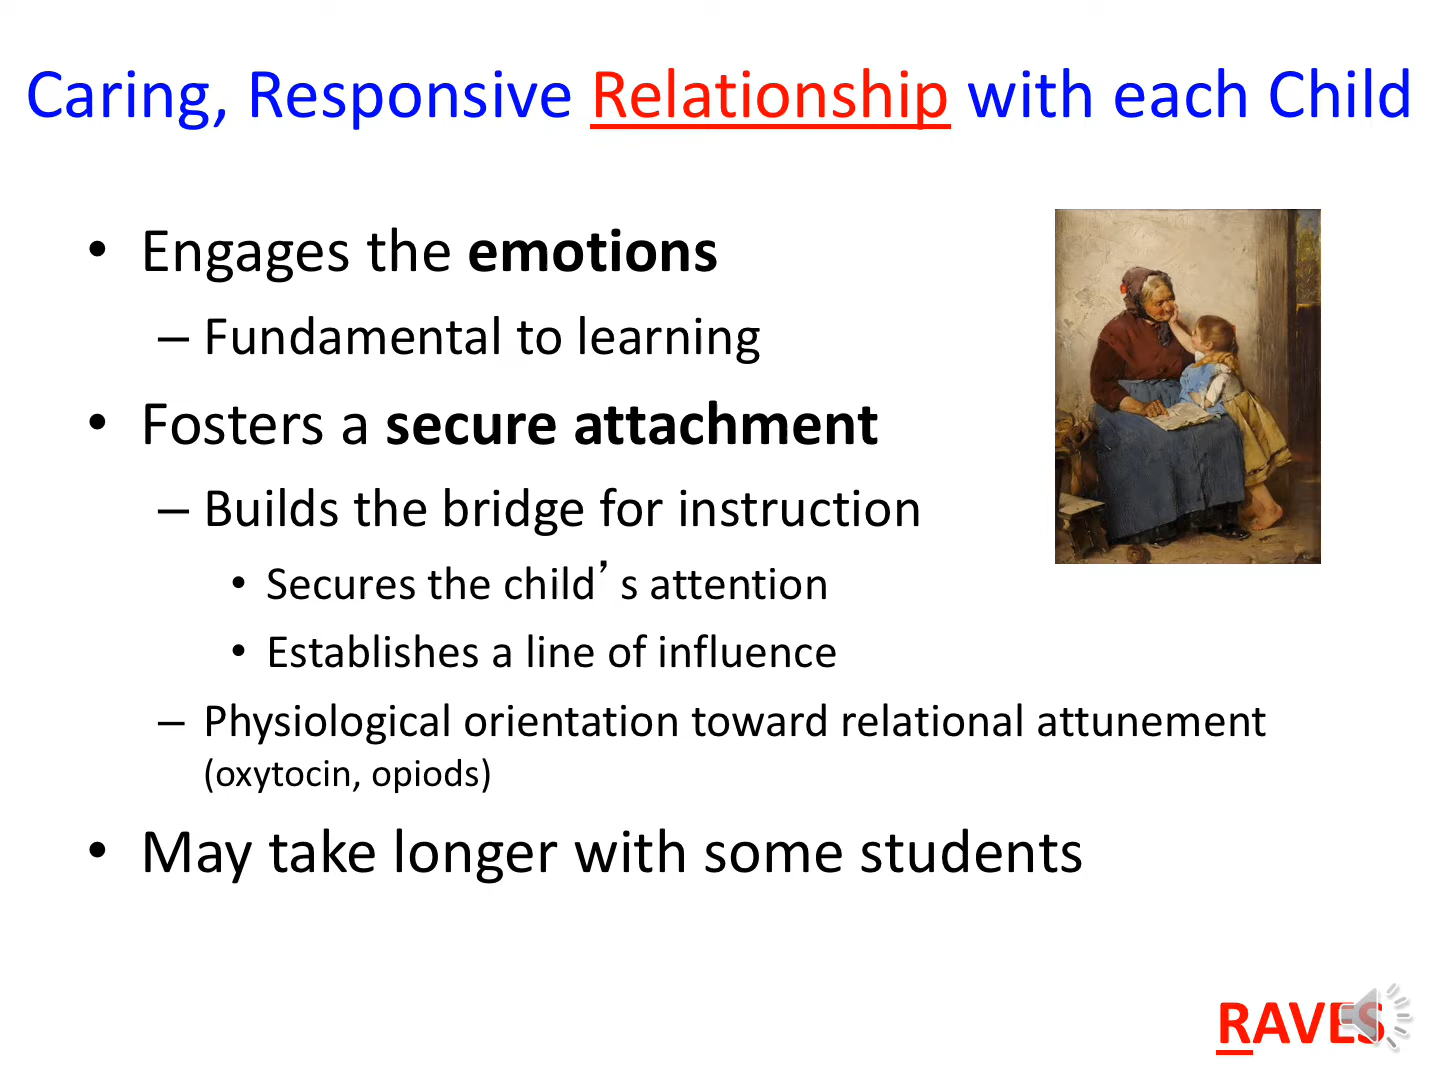 Caring, Responsive Relationship with each Child
• Engages the emotions
– Fundamental to learning
• Fosters a secure attachment
– Builds the bridge for instruction
• Secures the child’s attention
• Establishes a line of influence
– Physiological orientation toward relational attunement
(oxytocin, opiods)
• May take longer with some students
RAVES